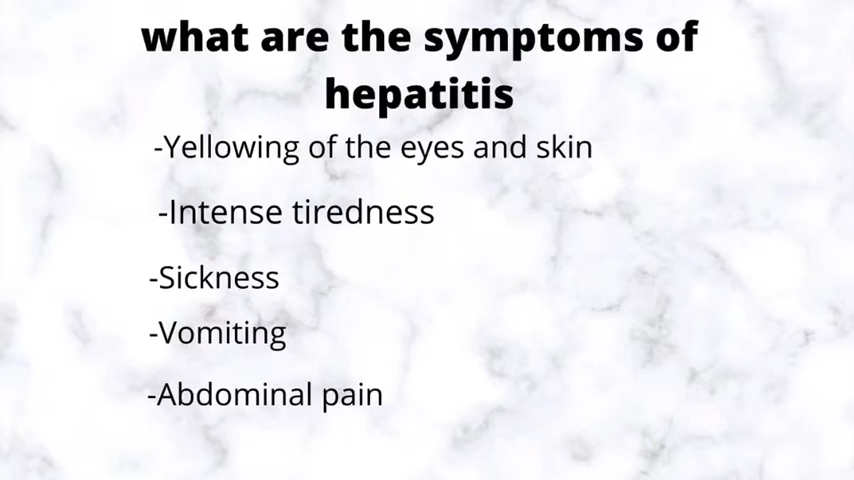 what are the symptoms of
hepatitis
-Yellowing of the eyes and skin
-Intense tiredness
-Sickness
-Vomiting
-Abdominal pain